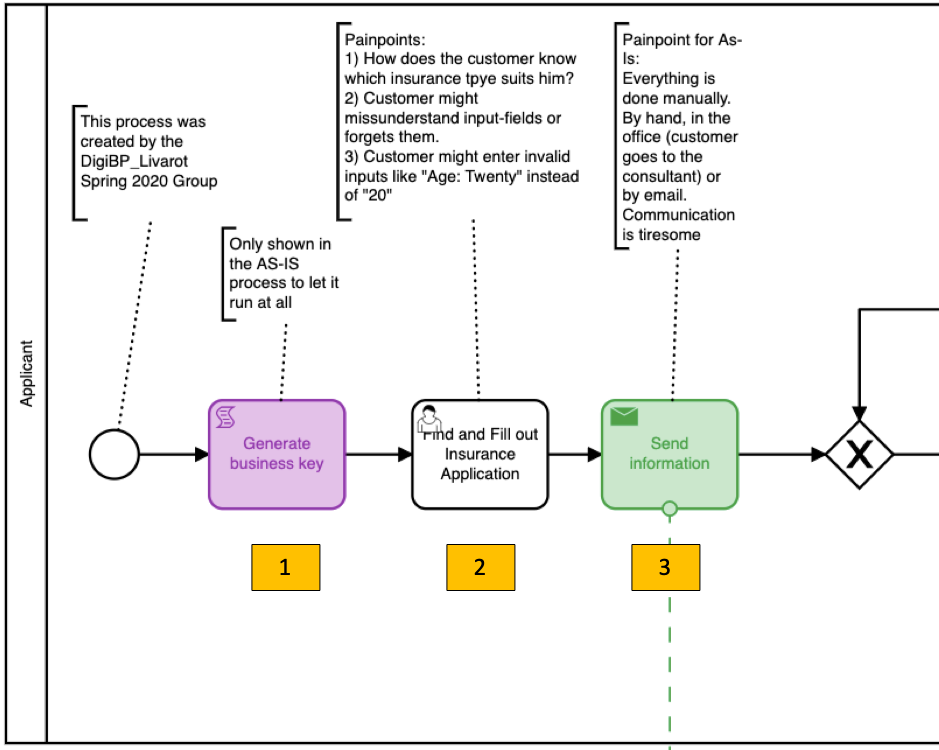 This process was
created by the
DigiBP_Livarot
Spring 2020 Group
Only shown in
the AS-IS
process to let it
run at all
Painpoints:
1) How does the customer know
which insurance tpye suits him?
2) Customer might
missunderstand input-fields or
forgets them.
3) Customer might enter invalid
inputs like "Age: Twenty" instead
of "20"
Painpoint for As-
Is:
Everything is
done manually.
By hand, in the
office (customer
goes to the
consultant) or
by email.
Communication
is tiresome
Applicant
Generate
business key
Find and Fill out
Insurance
Application
Send
information
X
1
2
3